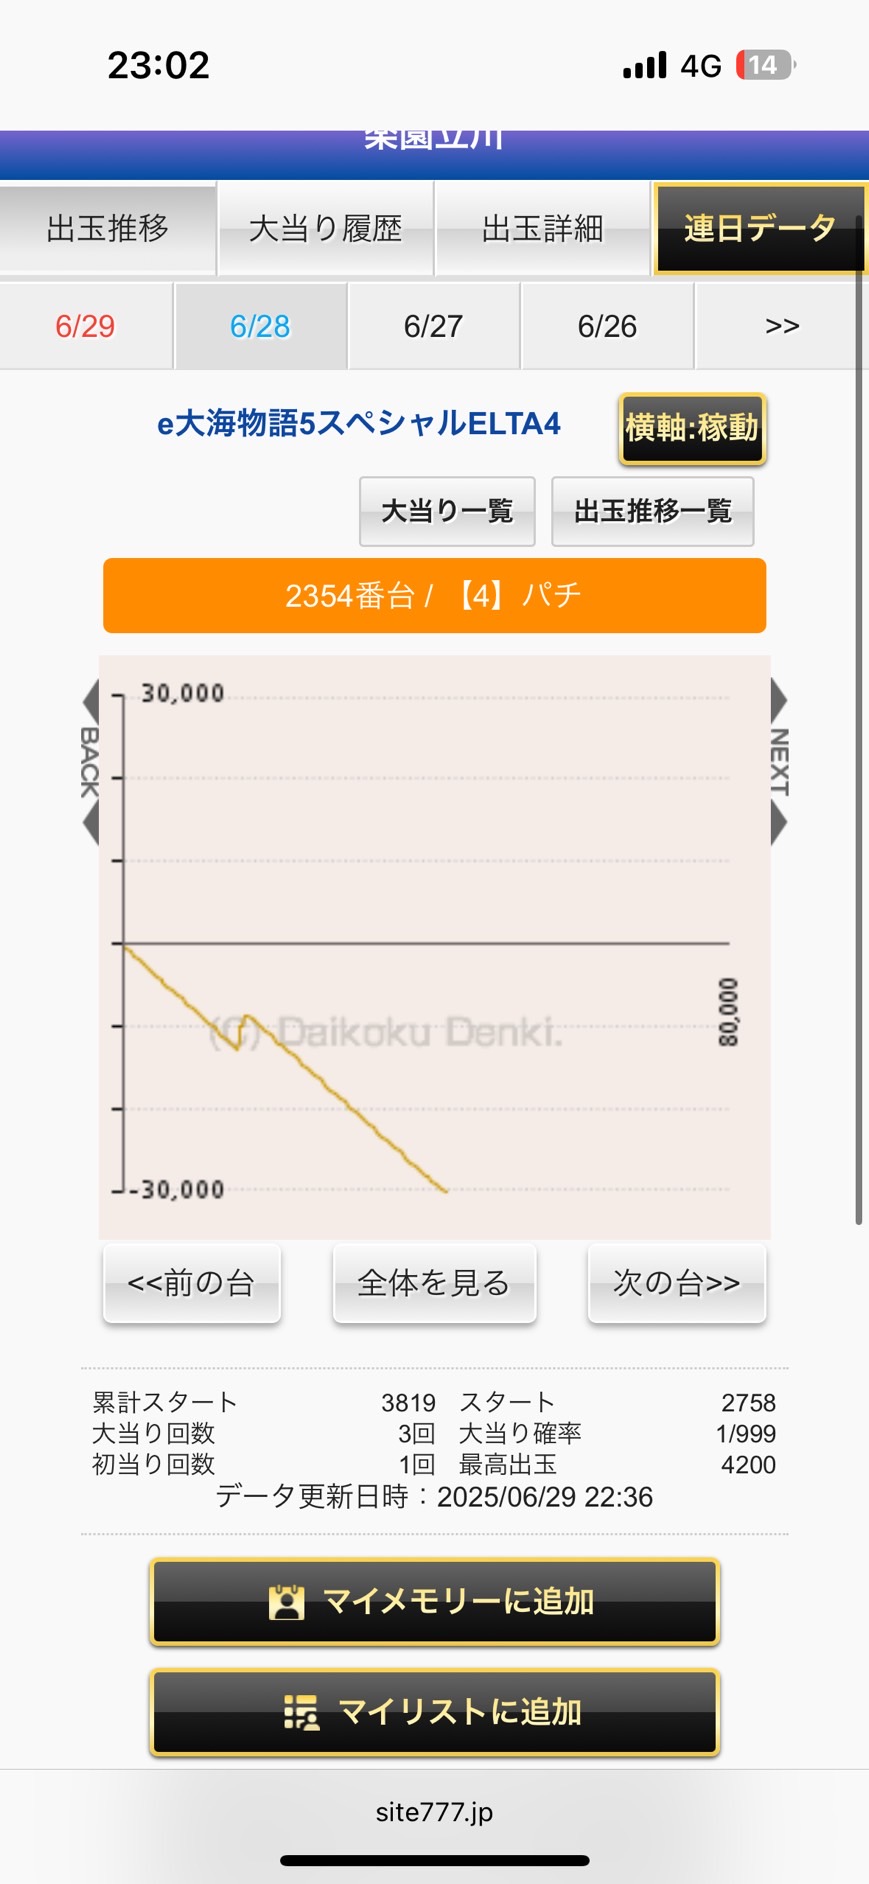 23:02 4G 14
楽園立川
出玉推移 大当り履歴 出玉詳細 連日データ
6/29 6/28 6/27 6/26 >>
e大海物語5スペシャルELTA4
横軸:稼動
大当り一覧 出玉推移一覧
2354番台 / 【4】パチ
30,000
BACK
NEXT
80,000
(C) Daikoku Denki.
-30,000
<<前の台 全体を見る 次の台>>
累計スタート 3819 スタート 2758
大当り回数 3回 大当り確率 1/999
初当り回数 1回 最高出玉 4200
データ更新日時：2025/06/29 22:36
マイメモリーに追加
マイリストに追加
site777.jp